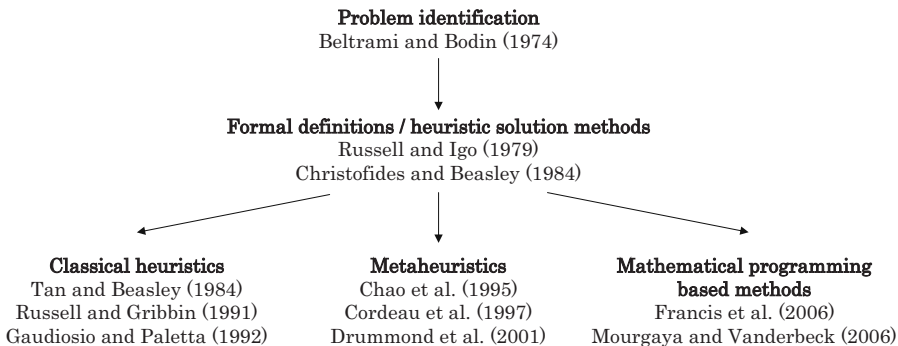 Problem identification
Beltrami and Bodin (1974)
Formal definitions / heuristic solution methods
Russell and Igo (1979)
Christofides and Beasley (1984)
Classical heuristics
Tan and Beasley (1984)
Russell and Gribbin (1991)
Gaudiosio and Paletta (1992)
Metaheuristics
Chao et al. (1995)
Cordeau et al. (1997)
Drummond et al. (2001)
Mathematical programming
based methods
Francis et al. (2006)
Mourgaya and Vanderbeck (2006)